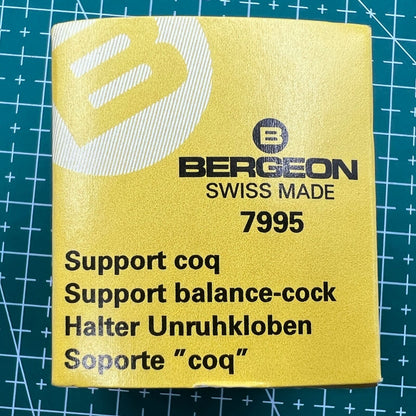 B
B
BERGEON
SWISS MADE
7995
Support coq
Support balance-cock
Halter Unruhkloben
Soporte ”coq”